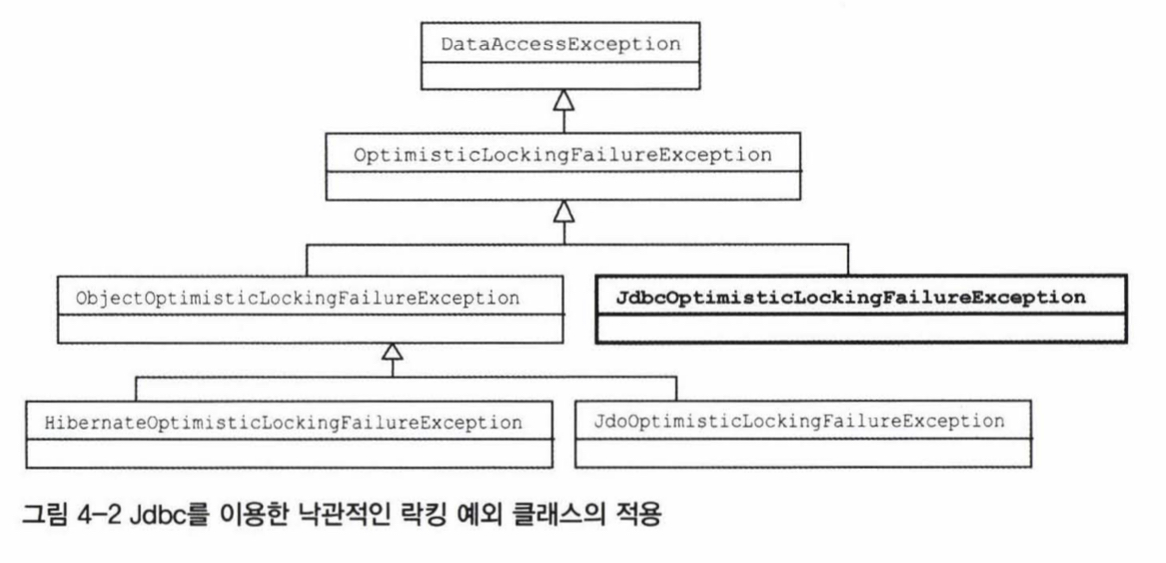 DataAccessException
OptimisticLockingFailureException
ObjectOptimisticLockingFailureException
JdbcOptimisticLockingFailureException
HibernateOptimisticLockingFailureException
JdoOptimisticLockingFailureException
그림 4-2 Jdbc를 이용한 낙관적인 락킹 예외 클래스의 적용